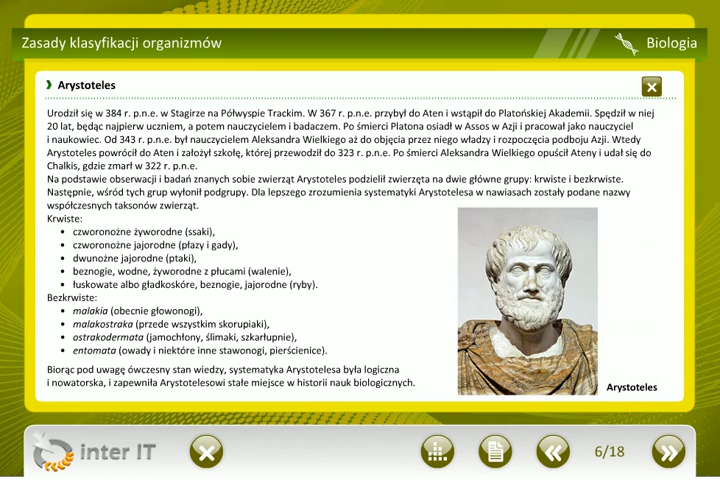 Zasady klasyfikacji organizmów
Biologia
Arystoteles
Urodził się w 384 r. p.n.e. w Stagirze na Półwyspie Trackim. W 367 r. p.n.e. przybył do Aten i wstąpił do Platońskiej Akademii. Spędził w niej
20 lat, będąc najpierw uczniem, a potem nauczycielem i badaczem. Po śmierci Platona osiadł w Assos w Azji i pracował jako nauczyciel
i naukowiec. Od 343 r. p.n.e. był nauczycielem Aleksandra Wielkiego aż do objęcia przez niego władzy i rozpoczęcia podboju Azji. Wtedy
Arystoteles powrócił do Aten i założył szkołę, której przewodził do 323 r. p.n.e. Po śmierci Aleksandra Wielkiego opuścił Ateny i udał się do
Chalkis, gdzie zmarł w 322 r. p.n.e.
Na podstawie obserwacji i badań znanych sobie zwierząt Arystoteles podzielił zwierzęta na dwie główne grupy: krwiste i bezkrwiste.
Następnie, wśród tych grup wyłonił podgrupy. Dla lepszego zrozumienia systematyki Arystotelesa w nawiasach zostały podane nazwy
współczesnych taksonów zwierząt.
Krwiste:
• czworonożne żyworodne (ssaki),
• czworonożne jajorodne (płazy i gady),
• dwunożne jajorodne (ptaki),
• beznogie, wodne, żyworodne z płucami (walenie),
• łuskowate albo gładkoskóre, beznogie, jajorodne (ryby).
Bezkrwiste:
• malakia (obecnie głowonogi),
• malakostraka (przede wszystkim skorupiaki),
• ostrakodermata (jamochłony, ślimaki, szkarłupnie),
• entomata (owady i niektóre inne stawonogi, pierścienice).
Biorąc pod uwagę ówczesny stan wiedzy, systematyka Arystotelesa była logiczna
i nowatorska, i zapewniła Arystotelesowi stałe miejsce w historii nauk biologicznych.
Arystoteles
inter IT
6/18